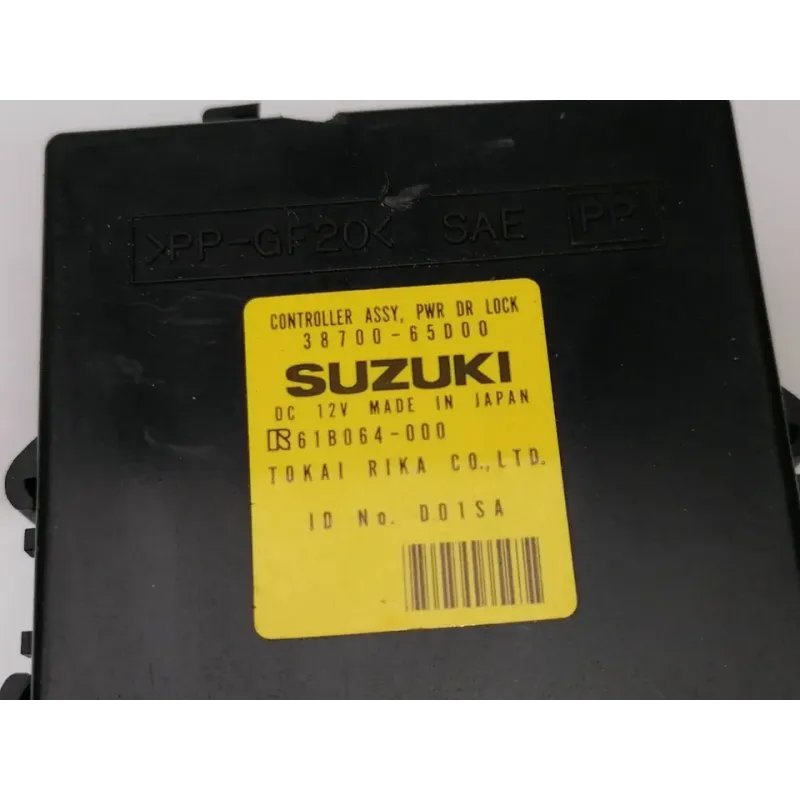 >PP-GF20< SAE PP
CONTROLLER ASSY, PWR DR LOCK
38700-65D00
SUZUKI
DC 12V MADE IN JAPAN
R 61B064-000
TOKAI RIKA CO.,LTD.
ID No. D01SA